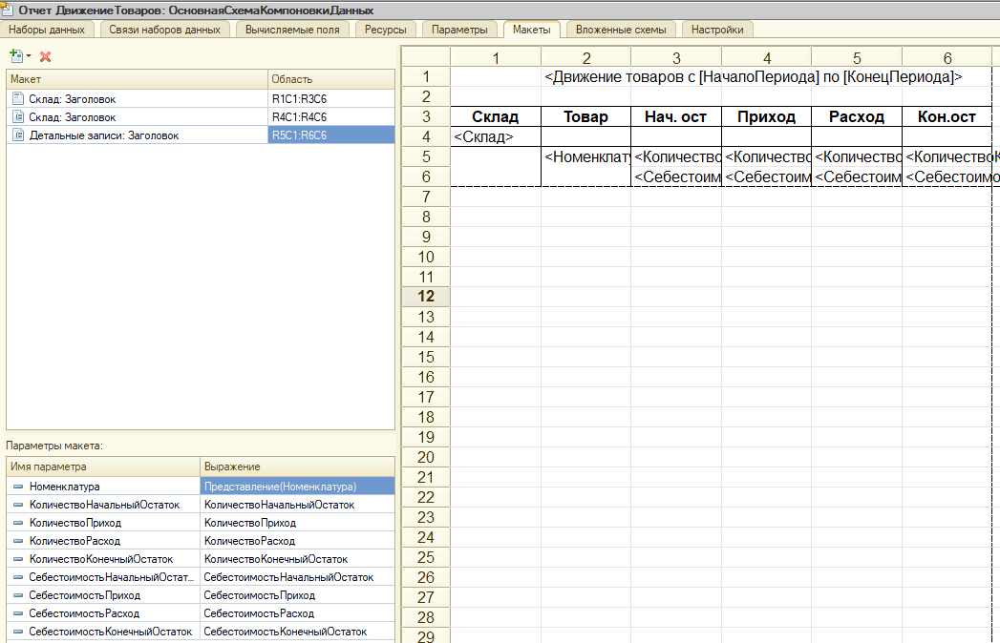 Отчет ДвижениеТоваров: ОсновнаяСхемаКомпоновкиДанных
Наборы данных Связи наборов данных Вычисляемые поля Ресурсы Параметры Макеты Вложенные схемы Настройки
Макет Область
Склад: Заголовок R1C1:R3C6
Склад: Заголовок R4C1:R4C6
Детальные записи: Заголовок R5C1:R6C6
Параметры макета:
Имя параметра Выражение
Номенклатура Представление(Номенклатура)
КоличествоНачальныйОстаток КоличествоНачальныйОстаток
КоличествоПриход КоличествоПриход
КоличествоРасход КоличествоРасход
КоличествоКонечныйОстаток КоличествоКонечныйОстаток
СебестоимостьНачальныйОстат... СебестоимостьНачальныйОстаток
СебестоимостьПриход СебестоимостьПриход
СебестоимостьРасход СебестоимостьРасход
СебестоимостьКонечныйОстаток СебестоимостьКонечныйОстаток
1 2 3 4 5 6
1 <Движение товаров с [НачалоПериода] по [КонецПериода]>
2
3 Склад Товар Нач. ост Приход Расход Кон.ост
4 <Склад>
5 <Номенклату <Количество <Количество <Количество <КоличествоК
6 <Себестоим <Себестоим <Себестоим <Себестоимо
7
8
9
10
11
12
13
14
15
16
17
18
19
20
21
22
23
24
25
26
27
28
29